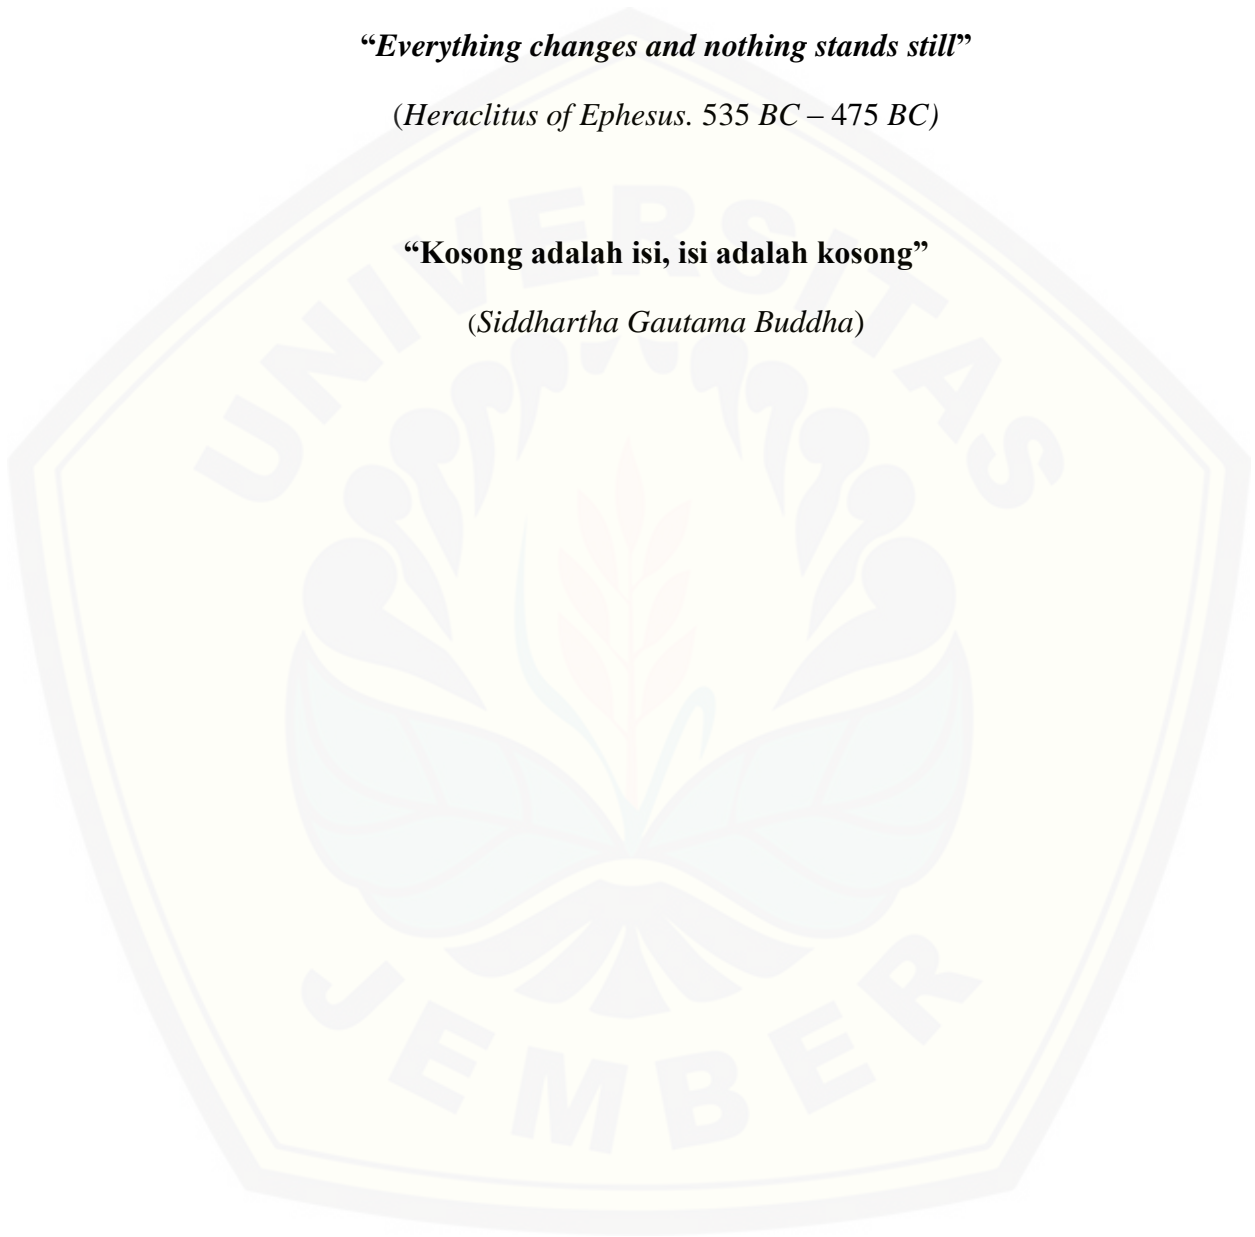 “Everything changes and nothing stands still”
(Heraclitus of Ephesus. 535 BC – 475 BC)
“Kosong adalah isi, isi adalah kosong”
(Siddhartha Gautama Buddha)
UNIVERSITAS
JEMBER